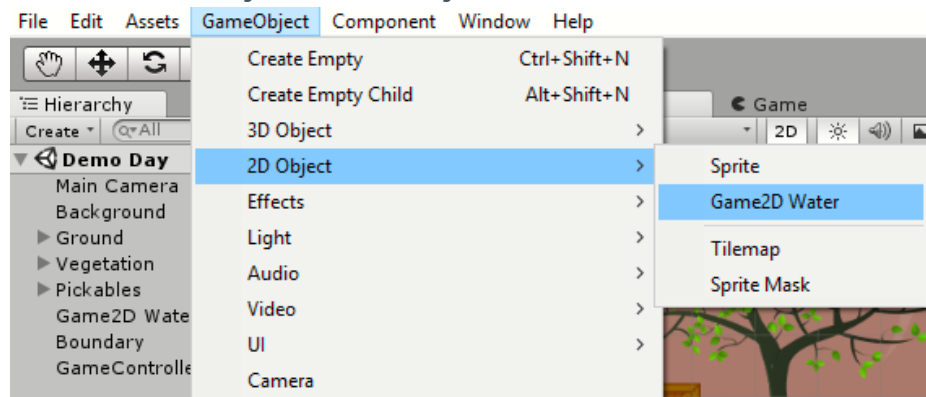 File Edit Assets GameObject Component Window Help
Create Empty Ctrl+Shift+N
Create Empty Child Alt+Shift+N
3D Object
2D Object
Effects
Light
Audio
Video
UI
Camera
Sprite
Game2D Water
Tilemap
Sprite Mask
Hierarchy
Create All
Demo Day
Main Camera
Background
Ground
Vegetation
Pickables
Game2D Wate
Boundary
GameControlle
Game
2D